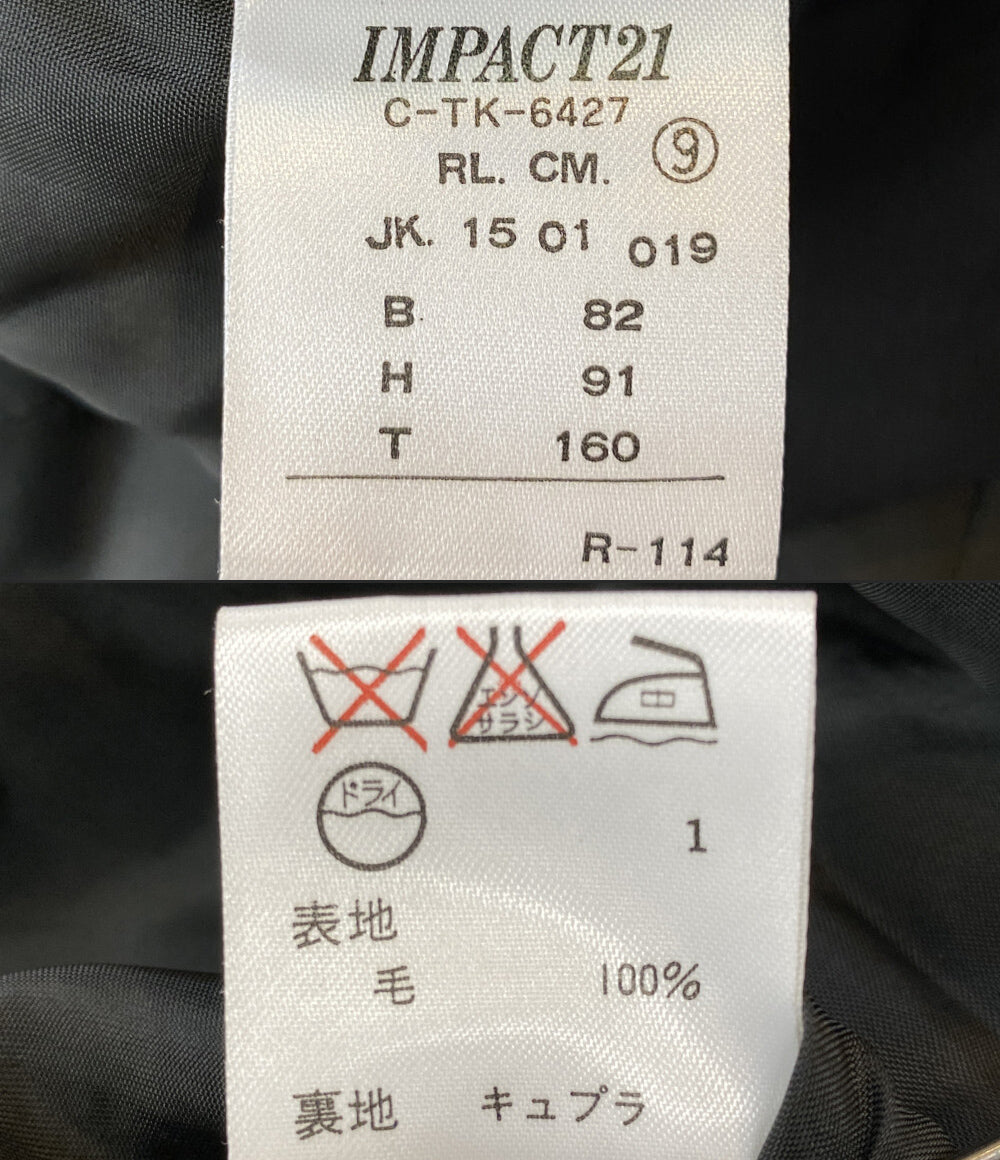 IMPACT21
C-TK-6427
RL. CM. ⑨
JK. 15 01 019
B 82
H 91
T 160
R-114
エンソ
サラシ
中
ドライ
1
表地
毛 100%
裏地 キュプラ